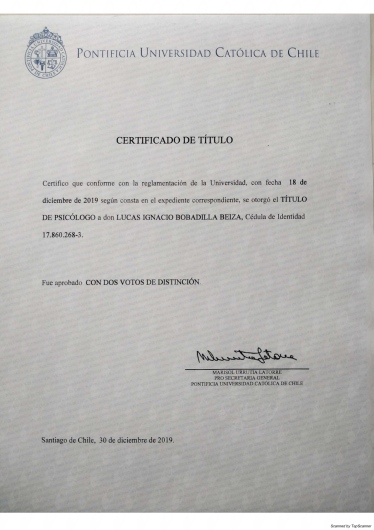 PONTIFICIA UNIVERSIDAD CATÓLICA DE CHILE
CERTIFICADO DE TÍTULO
Certifico que conforme con la reglamentación de la Universidad, con fecha 18 de
diciembre de 2019 según consta en el expediente correspondiente, se otorgó el TÍTULO
DE PSICÓLOGO a don LUCAS IGNACIO BOBADILLA BEIZA, Cédula de Identidad
17.860.268-3.
Fue aprobado CON DOS VOTOS DE DISTINCIÓN.
MARISOL URRUTIA LATORRE
PRO SECRETARIA GENERAL
PONTIFICIA UNIVERSIDAD CATÓLICA DE CHILE
Santiago de Chile, 30 de diciembre de 2019.
Scanned by TapScanner